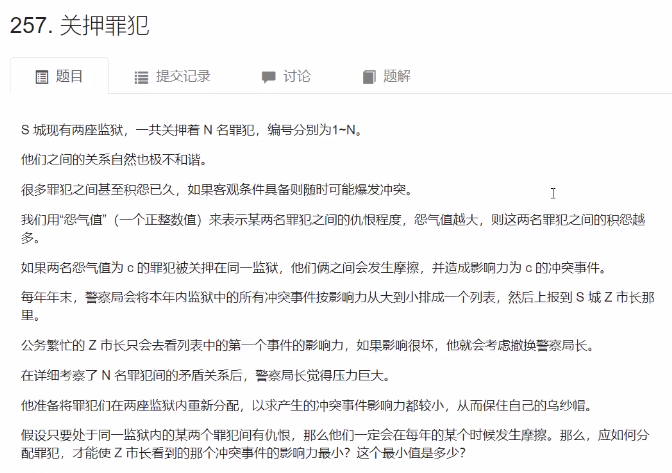 257. 关押罪犯
题目 提交记录 讨论 题解
S 城现有两座监狱，一共关押着 N 名罪犯，编号分别为1~N。
他们之间的关系自然也极不和谐。
很多罪犯之间甚至积怨已久，如果客观条件具备则随时可能爆发冲突。
我们用“怨气值”（一个正整数值）来表示某两名罪犯之间的仇恨程度，怨气值越大，则这两名罪犯之间的积怨越
多。
如果两名怨气值为 c 的罪犯被关押在同一监狱，他们俩之间会发生摩擦，并造成影响力为 c 的冲突事件。
每年年末，警察局会将本年内监狱中的所有冲突事件按影响力从大到小排成一个列表，然后上报到 S 城 Z 市长那
里。
公务繁忙的 Z 市长只会去看列表中的第一个事件的影响力，如果影响很坏，他就会考虑撤换警察局长。
在详细考察了 N 名罪犯间的矛盾关系后，警察局长觉得压力巨大。
他准备将罪犯们在两座监狱内重新分配，以求产生的冲突事件影响力都较小，从而保住自己的乌纱帽。
假设只要处于同一监狱内的某两个罪犯间有仇恨，那么他们一定会在每年的某个时候发生摩擦。那么，应如何分
配罪犯，才能使 Z 市长看到的那个冲突事件的影响力最小？这个最小值是多少？